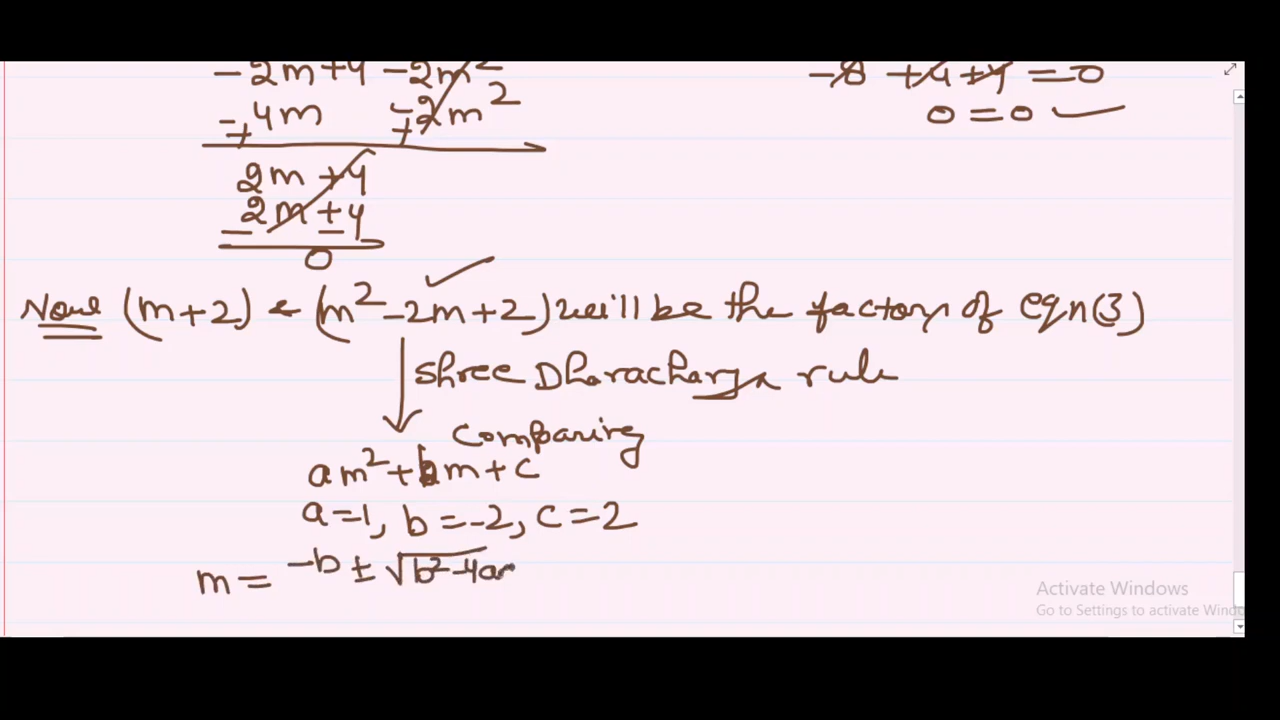 -2m+4 -2m²
-4m -2m²
+ +
2m +4
2m +4
- -
0
-8 +4 +4 =0
0 =0
Now (m+2) & (m²-2m+2) will be the factors of eqn(3)
Shree Dharacharya rule
Comparing
am²+bm+c
a=1, b=-2, c=2
m= -b ± √b²-4a
Activate Windows
Go to Settings to activate Windo